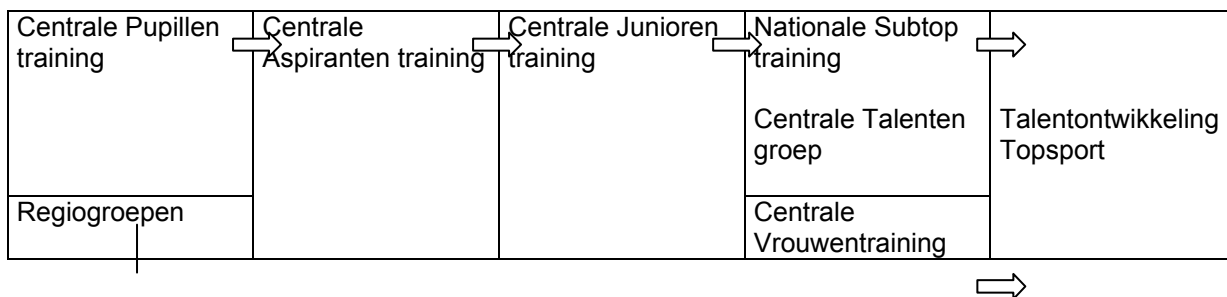 Centrale Pupillen
training
Centrale
Aspiranten training
Centrale Junioren
training
Nationale Subtop
training
Centrale Talenten
groep
Talentontwikkeling
Topsport
Regiogroepen
Centrale
Vrouwentraining